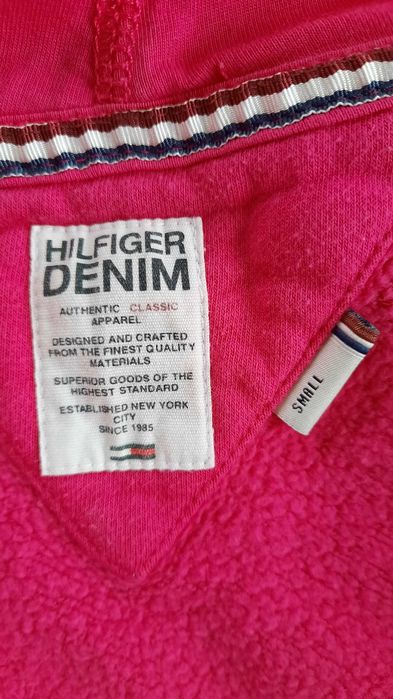 HILFIGER
DENIM
AUTHENTIC CLASSIC
APPAREL
DESIGNED AND CRAFTED
FROM THE FINEST QUALITY
MATERIALS
SUPERIOR GOODS OF THE
HIGHEST STANDARD
ESTABLISHED NEW YORK
CITY
SINCE 1985
SMALL